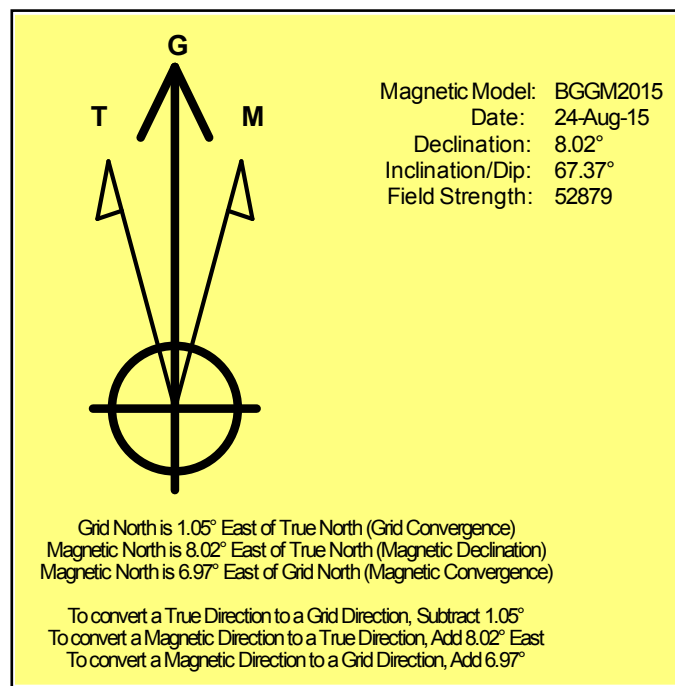 G
T
M
Magnetic Model: BGGM2015
Date: 24-Aug-15
Declination: 8.02°
Inclination/Dip: 67.37°
Field Strength: 52879
Grid North is 1.05° East of True North (Grid Convergence)
Magnetic North is 8.02° East of True North (Magnetic Declination)
Magnetic North is 6.97° East of Grid North (Magnetic Convergence)
To convert a True Direction to a Grid Direction, Subtract 1.05°
To convert a Magnetic Direction to a True Direction, Add 8.02° East
To convert a Magnetic Direction to a Grid Direction, Add 6.97°